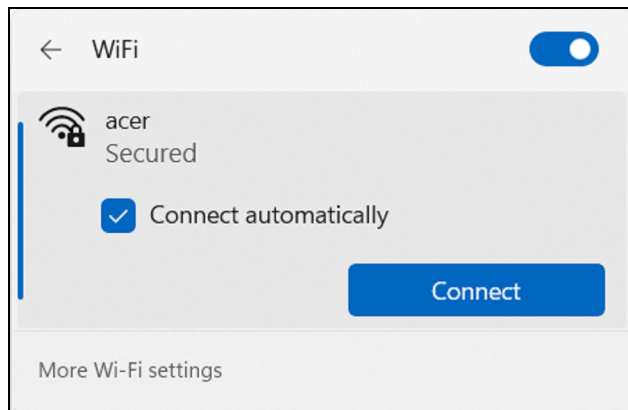 WiFi
acer
Secured
Connect automatically
Connect
More Wi-Fi settings